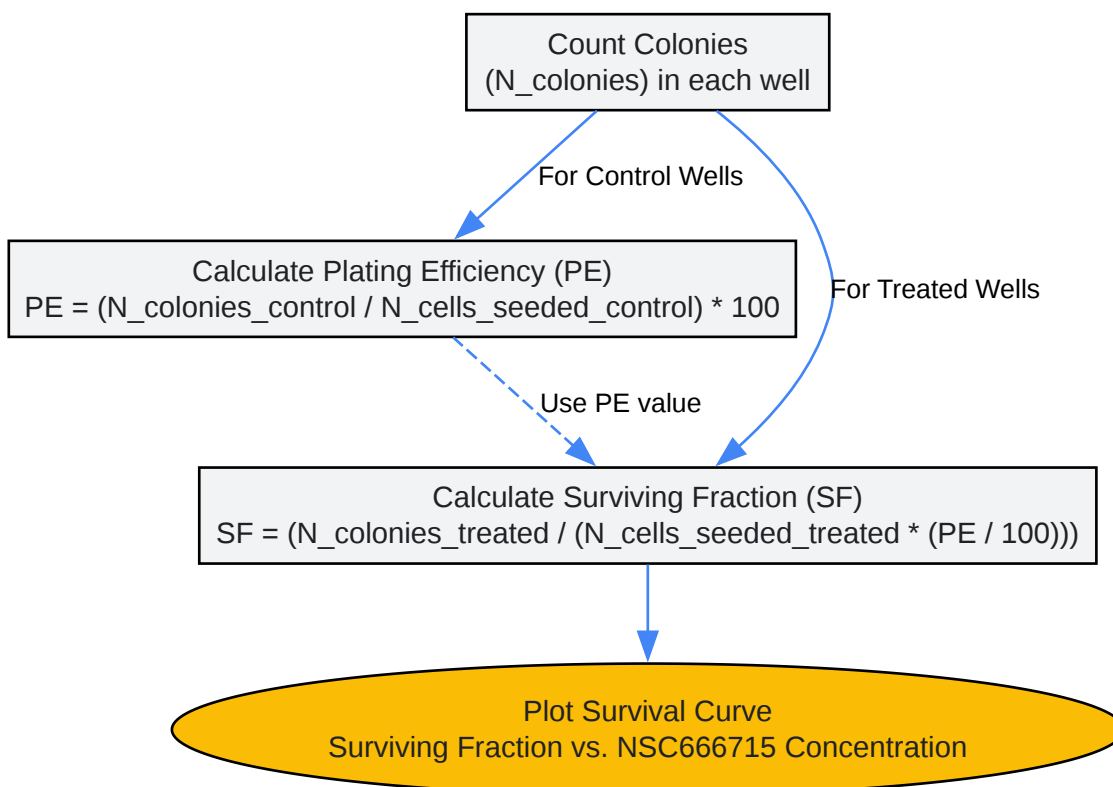 Count Colonies
(N_colonies) in each well
For Control Wells
Calculate Plating Efficiency (PE)
PE = (N_colonies_control / N_cells_seeded_control) * 100
For Treated Wells
Use PE value
Calculate Surviving Fraction (SF)
SF = (N_colonies_treated / (N_cells_seeded_treated * (PE / 100)))
Plot Survival Curve
Surviving Fraction vs. NSC666715 Concentration